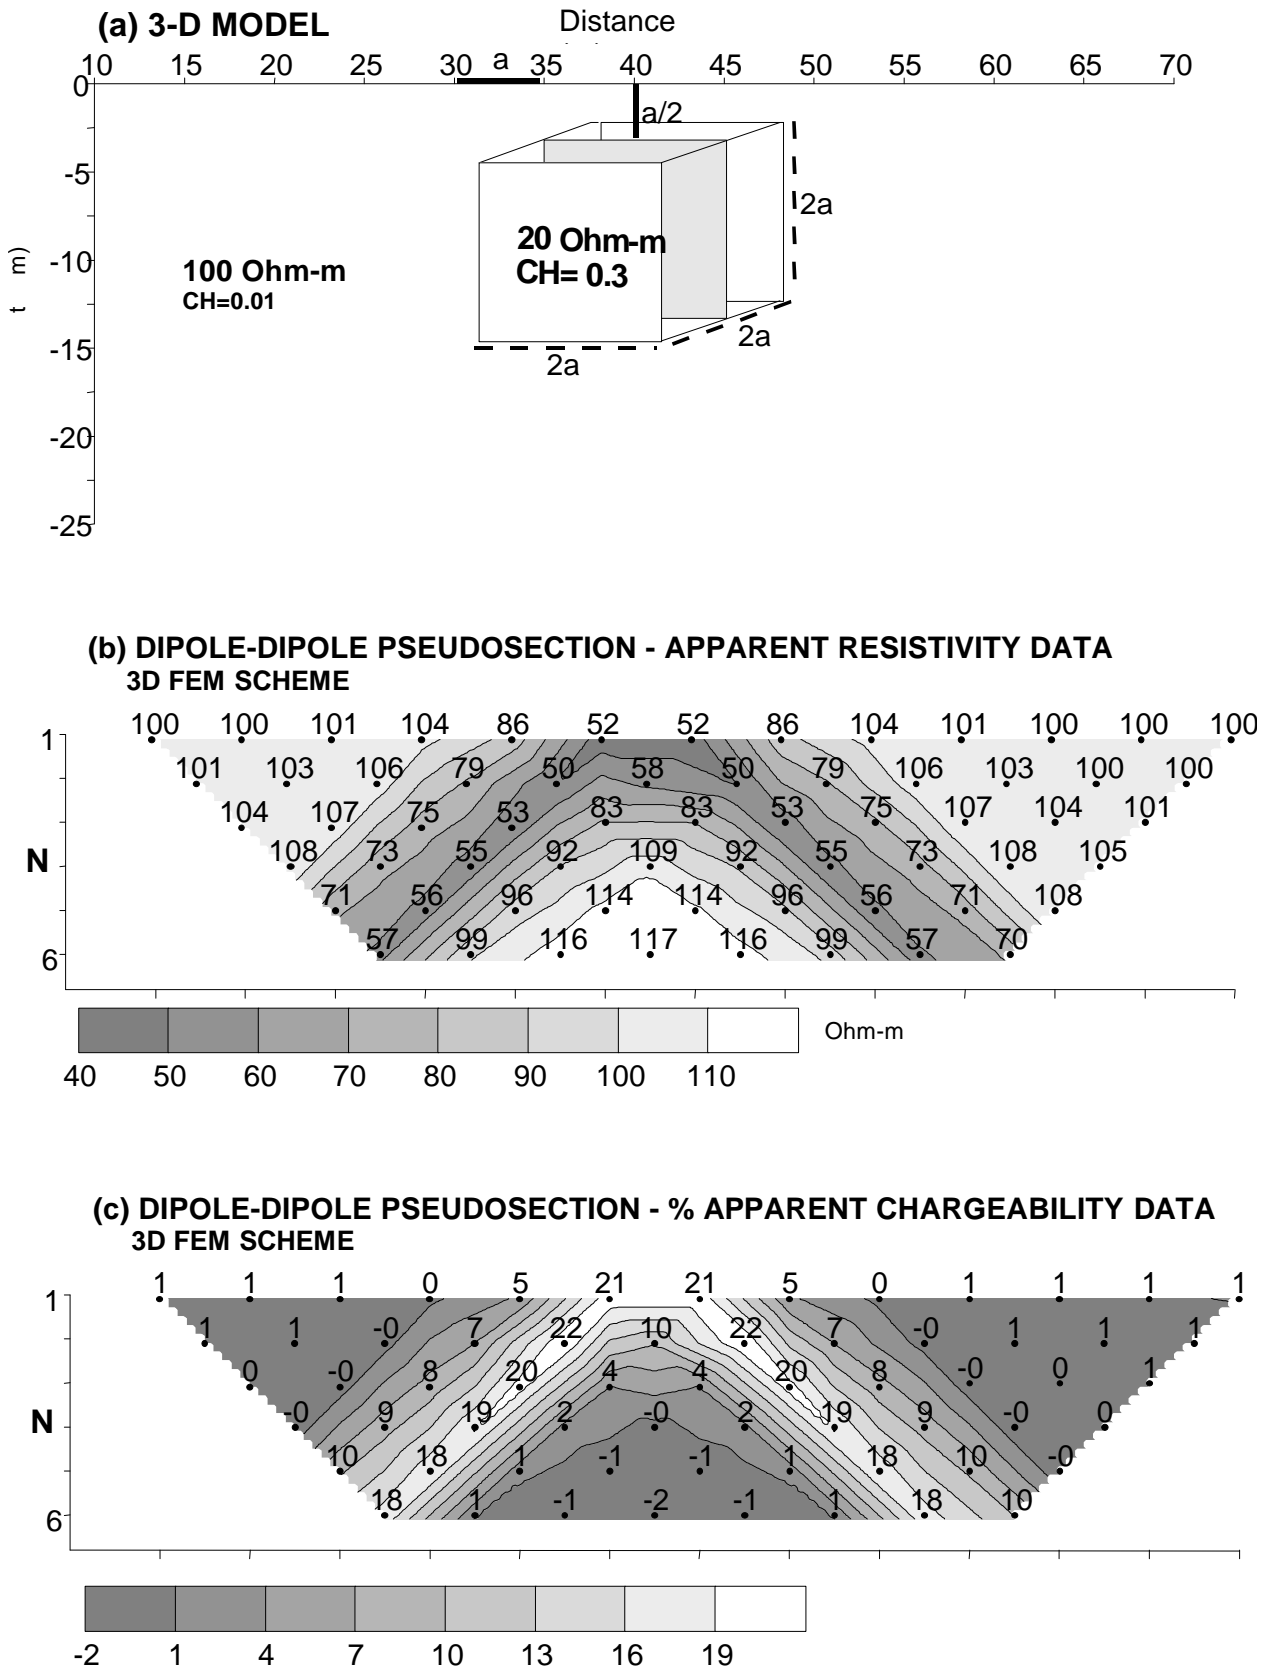 (a) 3-D MODEL
Distance
10 15 20 25 30 a 35 40 45 50 55 60 65 70
0
a/2
-5
2a
20 Ohm-m
CH= 0.3
100 Ohm-m
CH=0.01
-10
t m)
2a
-15
2a
-20
-25
(b) DIPOLE-DIPOLE PSEUDOSECTION - APPARENT RESISTIVITY DATA
3D FEM SCHEME
1 100 100 101 104 86 52 52 86 104 101 100 100 100
101 103 106 79 50 58 50 79 106 103 100 100
104 107 75 53 83 83 53 75 107 104 101
N 108 73 55 92 109 92 55 73 108 105
71 56 96 114 114 96 56 71 108
6 57 99 116 117 116 99 57 70
Ohm-m
40 50 60 70 80 90 100 110
(c) DIPOLE-DIPOLE PSEUDOSECTION - % APPARENT CHARGEABILITY DATA
3D FEM SCHEME
1 1 1 1 0 5 21 21 5 0 1 1 1 1
1 1 -0 7 22 10 22 7 -0 1 1 1
0 -0 8 20 4 4 20 8 -0 0 1
N -0 9 19 2 -0 2 19 9 -0 0
10 18 1 -1 -1 1 18 10 -0
6 18 1 -1 -2 -1 1 18 10
-2 1 4 7 10 13 16 19